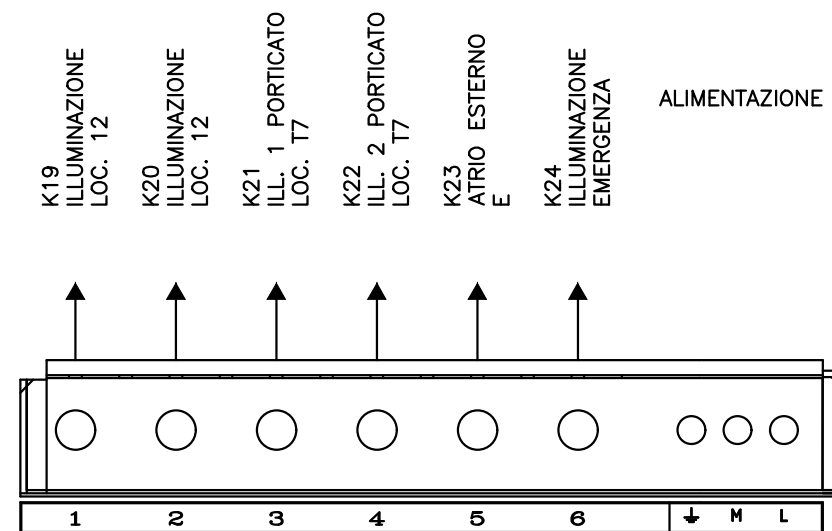 K19
ILLUMINAZIONE
LOC. 12
K20
ILLUMINAZIONE
LOC. 12
K21
ILL. 1 PORTICATO
LOC. T7
K22
ILL. 2 PORTICATO
LOC. T7
K23
ATRIO ESTERNO
E
K24
ILLUMINAZIONE
EMERGENZA
ALIMENTAZIONE
1 2 3 4 5 6 M L